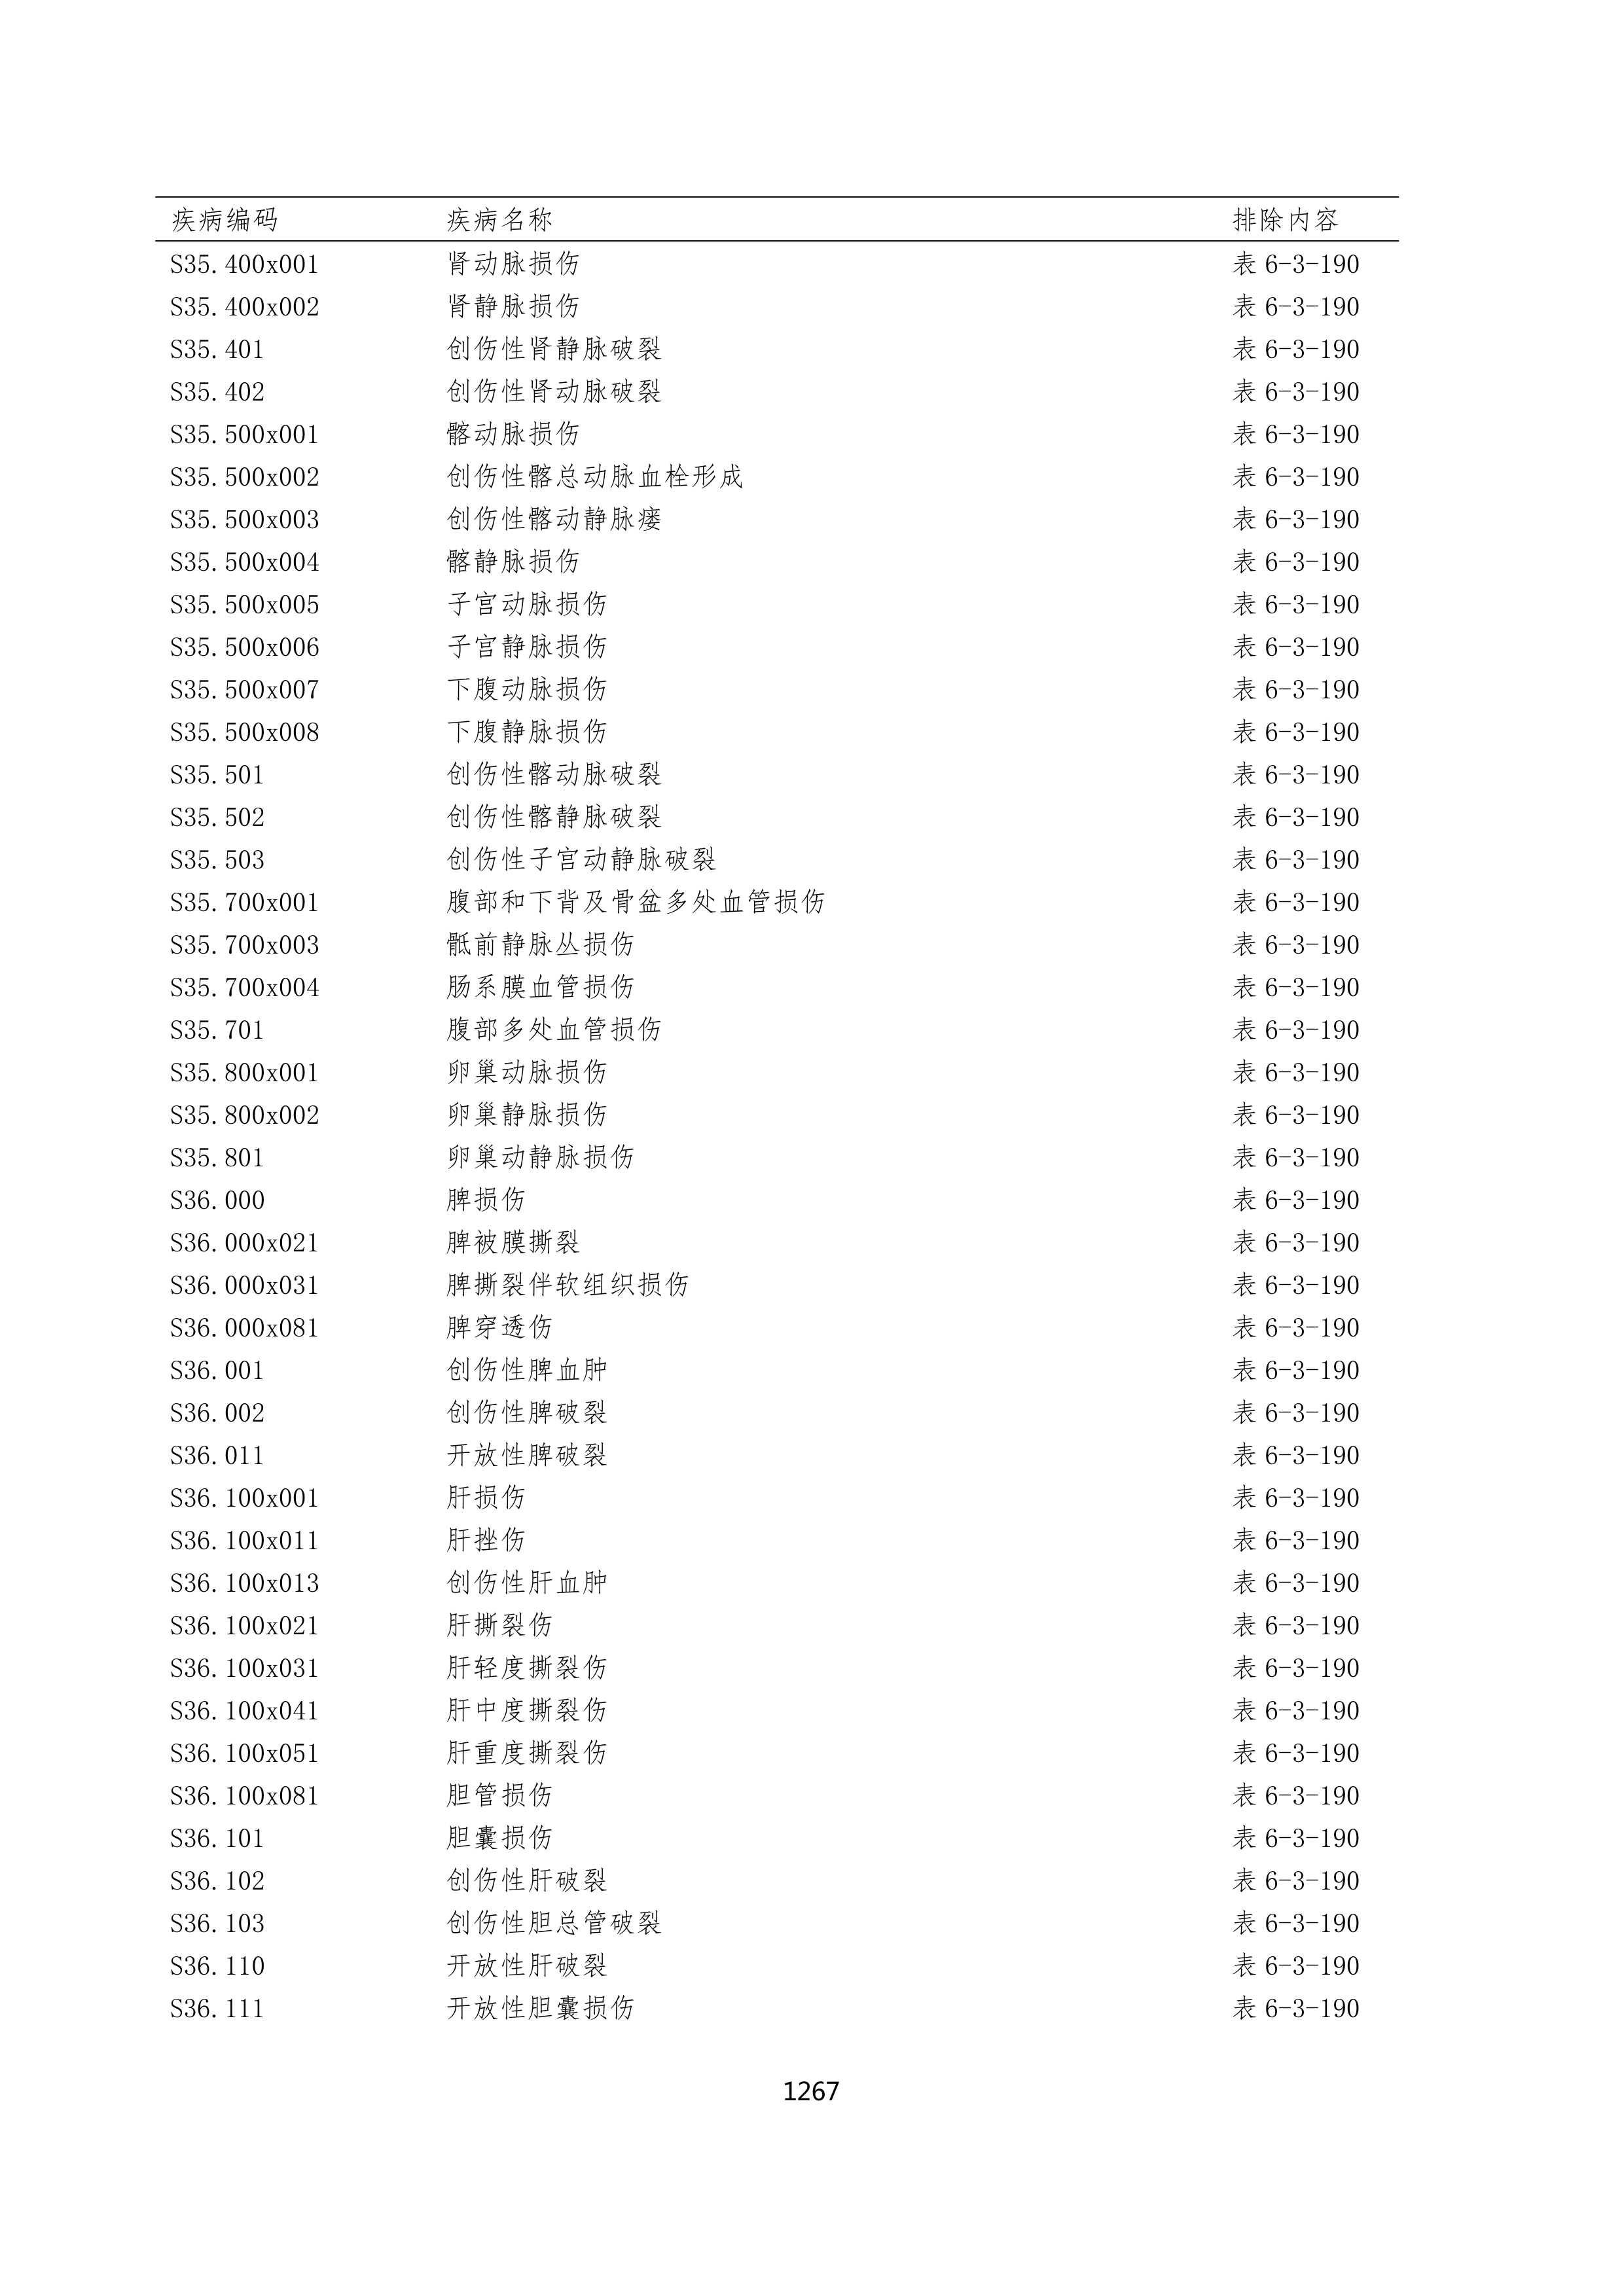 疾病编码 疾病名称 排除内容
S35.400x001 肾动脉损伤 表 6-3-190
S35.400x002 肾静脉损伤 表 6-3-190
S35.401 创伤性肾静脉破裂 表 6-3-190
S35.402 创伤性肾动脉破裂 表 6-3-190
S35.500x001 髂动脉损伤 表 6-3-190
S35.500x002 创伤性髂总动脉血栓形成 表 6-3-190
S35.500x003 创伤性髂动静脉瘘 表 6-3-190
S35.500x004 髂静脉损伤 表 6-3-190
S35.500x005 子宫动脉损伤 表 6-3-190
S35.500x006 子宫静脉损伤 表 6-3-190
S35.500x007 下腹动脉损伤 表 6-3-190
S35.500x008 下腹静脉损伤 表 6-3-190
S35.501 创伤性髂动脉破裂 表 6-3-190
S35.502 创伤性髂静脉破裂 表 6-3-190
S35.503 创伤性子宫动静脉破裂 表 6-3-190
S35.700x001 腹部和下背及骨盆多处血管损伤 表 6-3-190
S35.700x003 骶前静脉丛损伤 表 6-3-190
S35.700x004 肠系膜血管损伤 表 6-3-190
S35.701 腹部多处血管损伤 表 6-3-190
S35.800x001 卵巢动脉损伤 表 6-3-190
S35.800x002 卵巢静脉损伤 表 6-3-190
S35.801 卵巢动静脉损伤 表 6-3-190
S36.000 脾损伤 表 6-3-190
S36.000x021 脾被膜撕裂 表 6-3-190
S36.000x031 脾撕裂伴软组织损伤 表 6-3-190
S36.000x081 脾穿透伤 表 6-3-190
S36.001 创伤性脾血肿 表 6-3-190
S36.002 创伤性脾破裂 表 6-3-190
S36.011 开放性脾破裂 表 6-3-190
S36.100x001 肝损伤 表 6-3-190
S36.100x011 肝挫伤 表 6-3-190
S36.100x013 创伤性肝血肿 表 6-3-190
S36.100x021 肝撕裂伤 表 6-3-190
S36.100x031 肝轻度撕裂伤 表 6-3-190
S36.100x041 肝中度撕裂伤 表 6-3-190
S36.100x051 肝重度撕裂伤 表 6-3-190
S36.100x081 胆管损伤 表 6-3-190
S36.101 胆囊损伤 表 6-3-190
S36.102 创伤性肝破裂 表 6-3-190
S36.103 创伤性胆总管破裂 表 6-3-190
S36.110 开放性肝破裂 表 6-3-190
S36.111 开放性胆囊损伤 表 6-3-190
1267